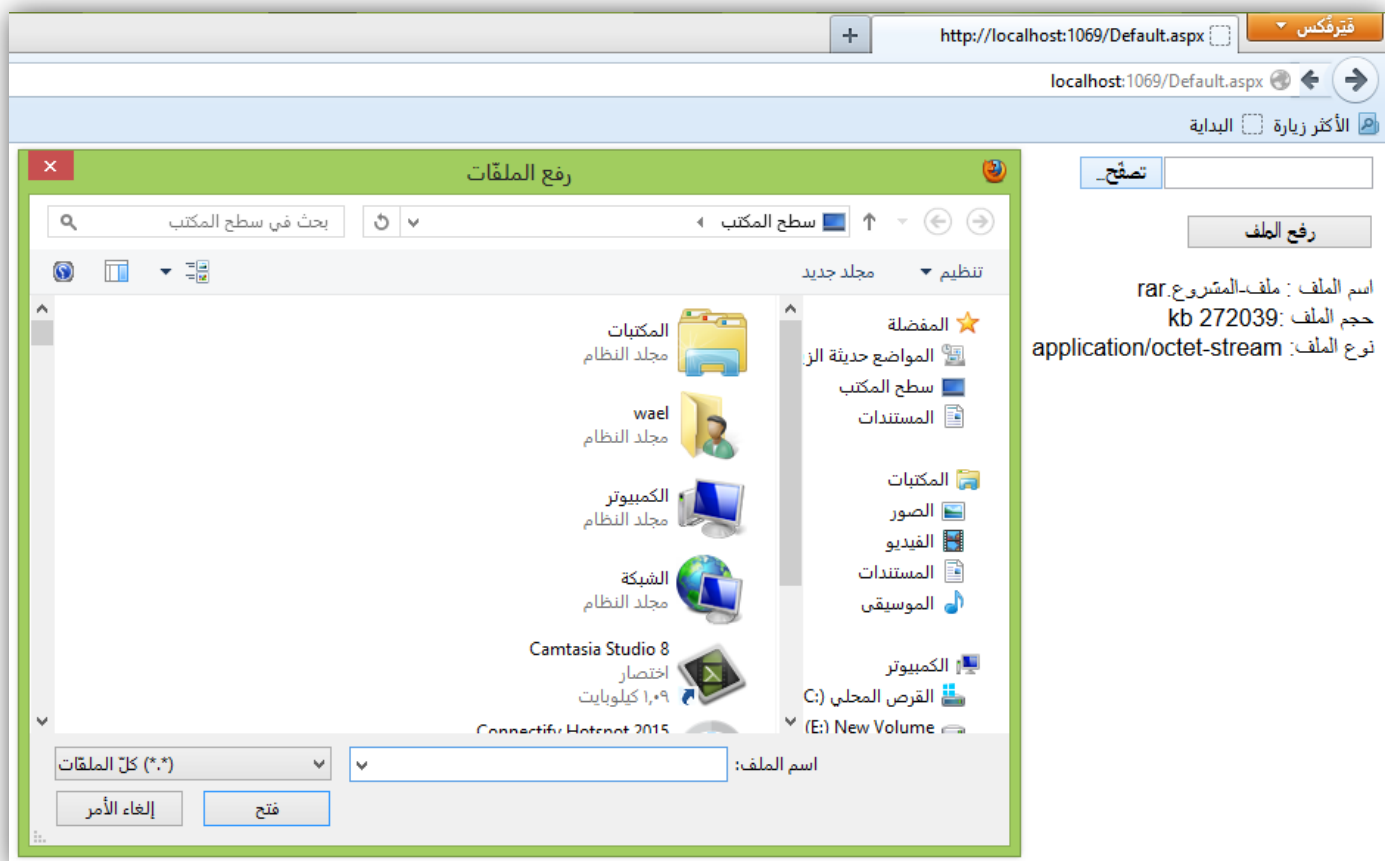 فَيَرفُكس
http://localhost:1069/Default.aspx
+
localhost:1069/Default.aspx
الأكثر زيارة
البداية
تصفّح...
رفع الملف
اسم الملف : ملف-المشروع.rar
حجم الملف :272039 kb
نوع الملف: application/octet-stream
رفع الملفّات
سطح المكتب
بحث في سطح المكتب
تنظيم
مجلد جديد
المفضلة
المواضع حديثة الز
سطح المكتب
المستندات
المكتبات
الصور
الفيديو
المستندات
الموسيقى
الكمبيوتر
القرص المحلي (C:
(E:) New Volume
المكتبات
مجلد النظام
wael
مجلد النظام
الكمبيوتر
مجلد النظام
الشبكة
مجلد النظام
Camtasia Studio 8
اختصار
١,٠٩ كيلوبايت
Connectify Hotspot 2015
اسم الملف:
كلّ الملفّات (*.*)
فتح
إلغاء الأمر